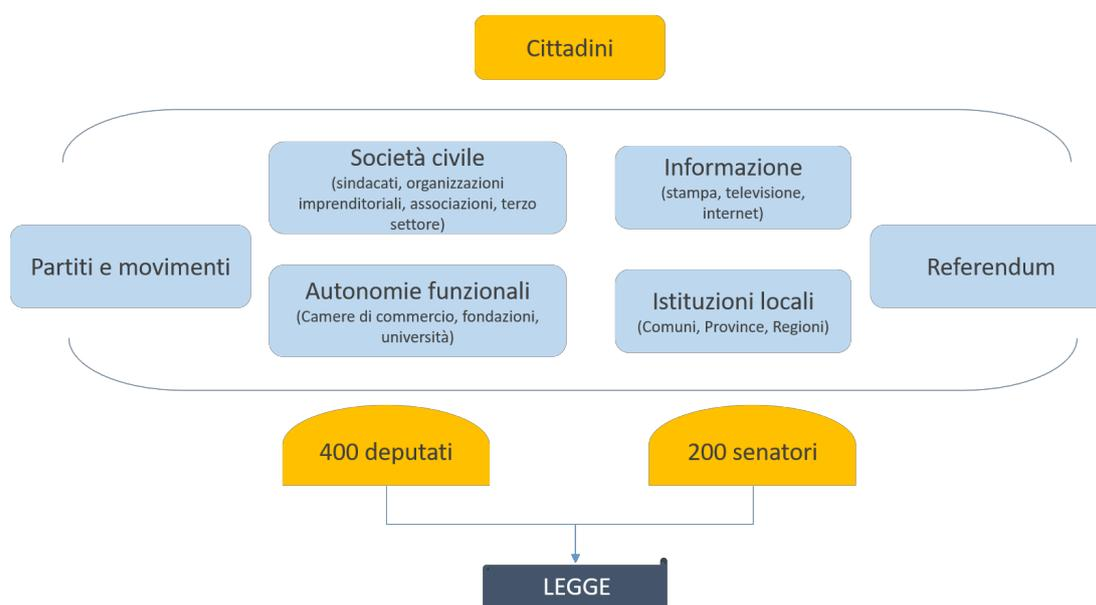 Cittadini
Società civile
(sindacati, organizzazioni
imprenditoriali, associazioni, terzo
settore)
Informazione
(stampa, televisione,
internet)
Partiti e movimenti
Referendum
Autonomie funzionali
(Camere di commercio, fondazioni,
università)
Istituzioni locali
(Comuni, Province, Regioni)
400 deputati
200 senatori
LEGGE